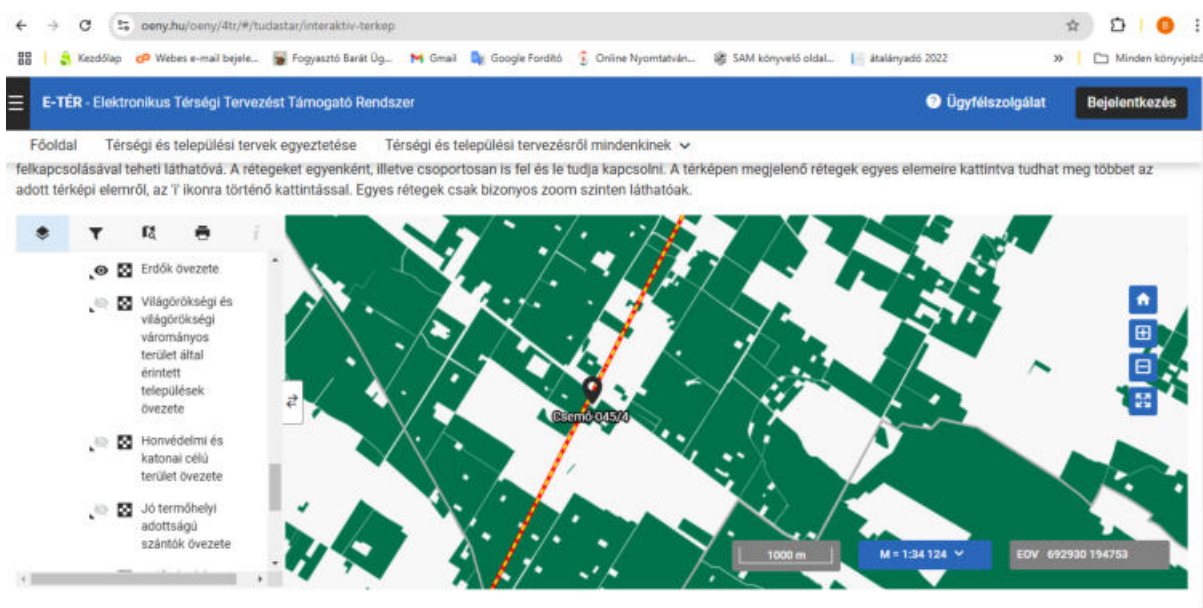 oeny.hu/oeny/4tr/#/tudastar/interaktiv-terkep
B
Kezdőlap Webes e-mail bejele... Fogyasztó Barát Üg... Gmail Google Fordító Online Nyomtatván... SAM könyvelő oldal... átalányadó 2022 » Minden könyvjelző
E-TÉR - Elektronikus Térségi Tervezést Támogató Rendszer
? Ügyfélszolgálat Bejelentkezés
Főoldal Térségi és települési tervek egyeztetése Térségi és települési tervezésről mindenkinek
felkapcsolásával teheti láthatóvá. A rétegeket egyenként, illetve csoportosan is fel és le tudja kapcsolni. A térképen megjelenő rétegek egyes elemeire kattintva tudhat meg többet az
adott térképi elemről, az 'i' ikonra történő kattintással. Egyes rétegek csak bizonyos zoom szinten láthatóak.
i
Erdők övezete
Világörökségi és
világörökségi
várományos
terület által
érintett
települések
övezete
Honvédelmi és
katonai célú
terület övezete
Jó termőhelyi
adottságú
szántók övezete
Csemő 045/4
1000 m
M = 1:34 124
EOV 692930 194753